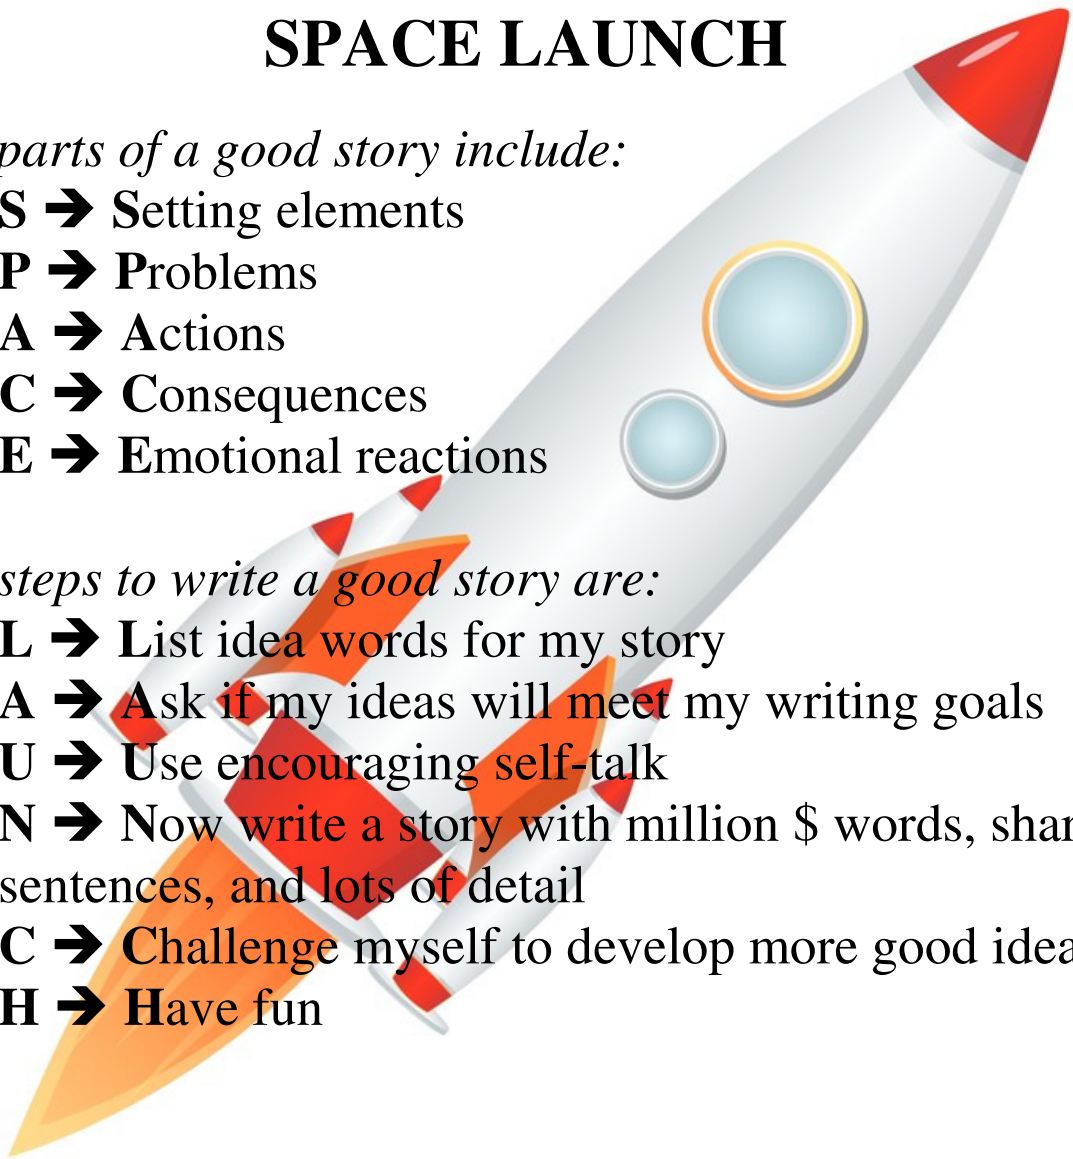 SPACE LAUNCH
parts of a good story include:
S ➔ Setting elements
P ➔ Problems
A ➔ Actions
C ➔ Consequences
E ➔ Emotional reactions
steps to write a good story are:
L ➔ List idea words for my story
A ➔ Ask if my ideas will meet my writing goals
U ➔ Use encouraging self-talk
N ➔ Now write a story with million $ words,
sentences, and lots of detail
C ➔ Challenge myself to develop more good
H ➔ Have fun